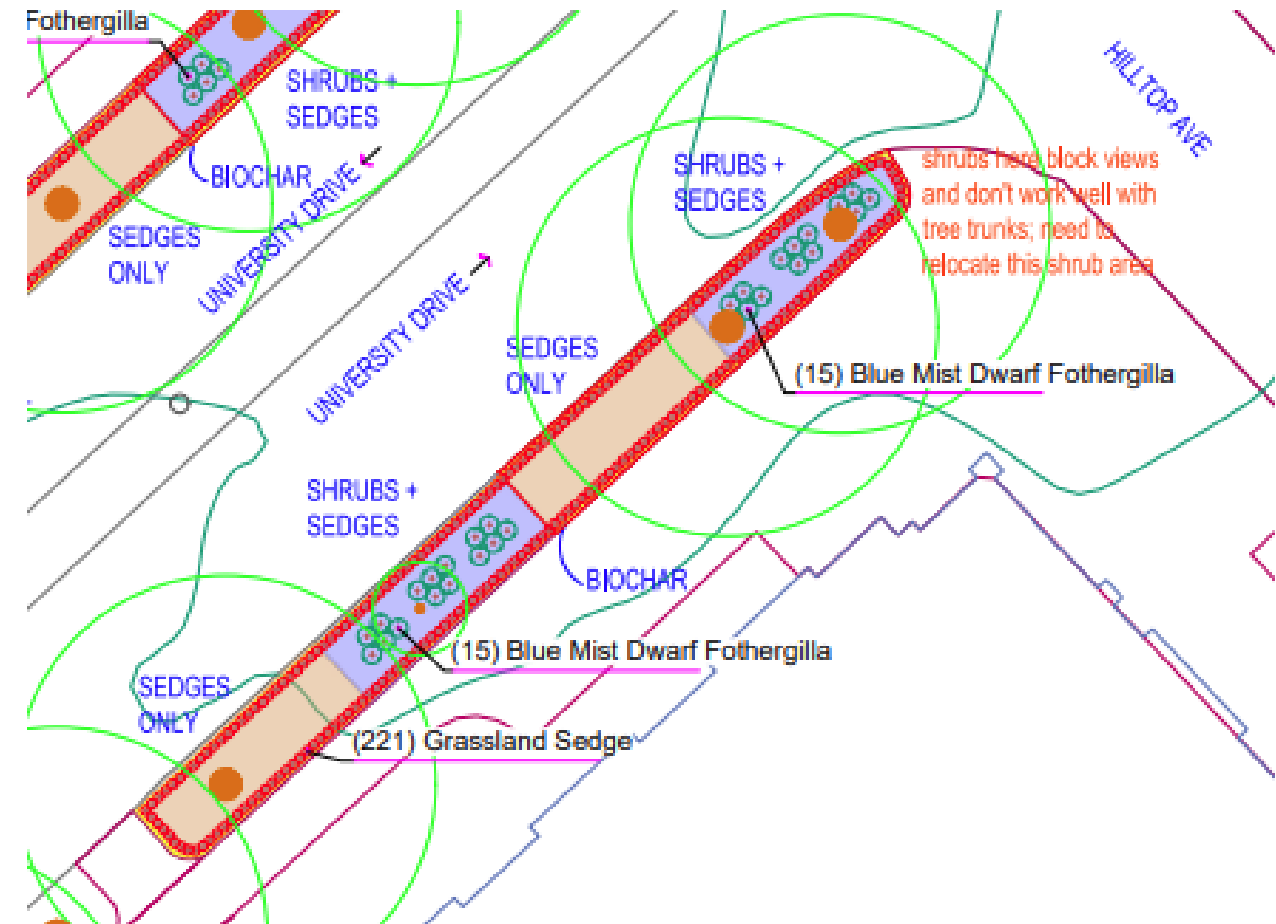 Fothergilla
SHRUBS +
SEDGES
BIOCHAR
SEDGES
ONLY
UNIVERSITY DRIVE
UNIVERSITY DRIVE
HILLTOP AVE
SHRUBS +
SEDGES
shrubs here block views
and don't work well with
tree trunks; need to
relocate this shrub area
SEDGES
ONLY
(15) Blue Mist Dwarf Fothergilla
SHRUBS +
SEDGES
BIOCHAR
(15) Blue Mist Dwarf Fothergilla
SEDGES
ONLY
(221) Grassland Sedge